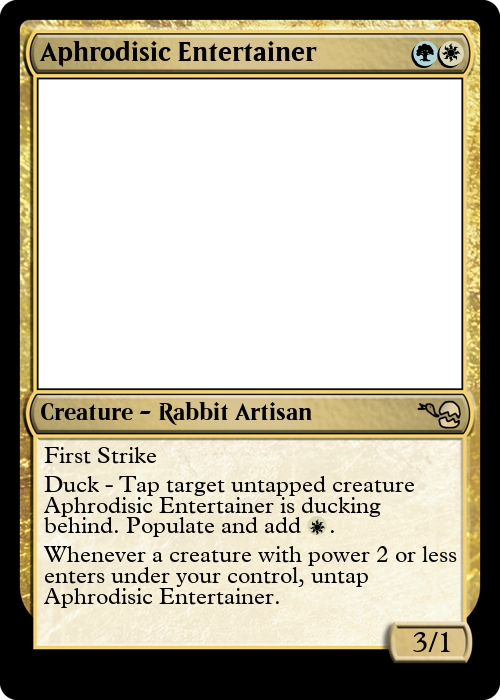 Aphrodisic Entertainer
Creature – Rabbit Artisan
First Strike
Duck - Tap target untapped creature
Aphrodisic Entertainer is ducking
behind. Populate and add .
Whenever a creature with power 2 or less
enters under your control, untap
Aphrodisic Entertainer.
3/1